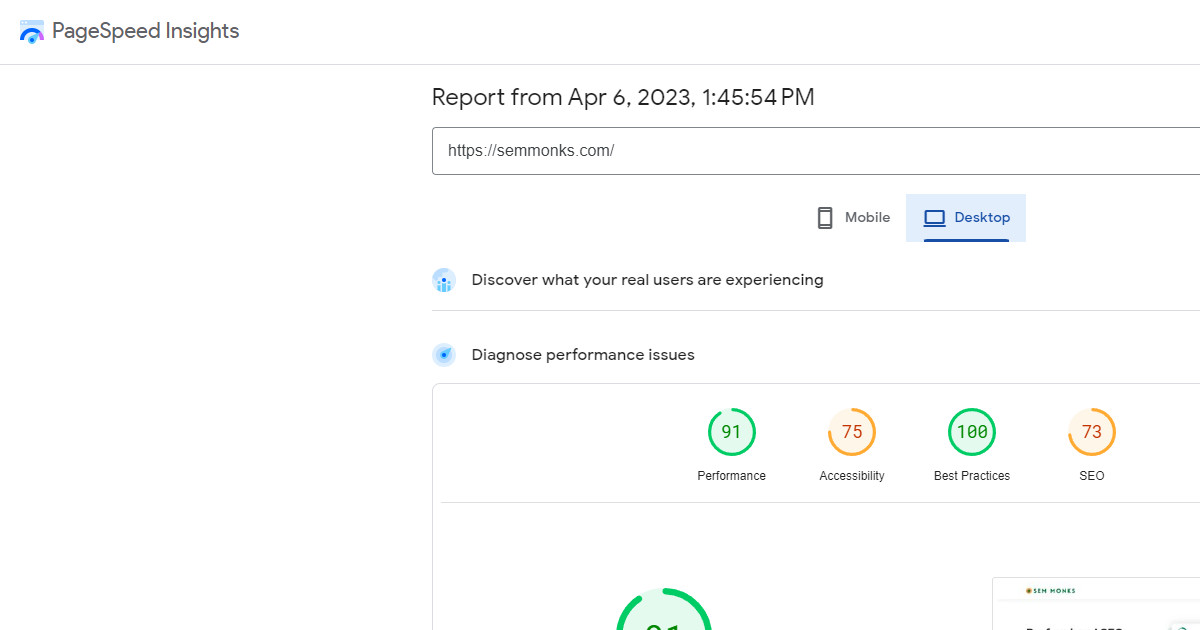 PageSpeed Insights
Report from Apr 6, 2023, 1:45:54 PM
https://semmonks.com/
Mobile
Desktop
Discover what your real users are experiencing
Diagnose performance issues
91
75
100
73
Performance
Accessibility
Best Practices
SEO
SEM MONKS